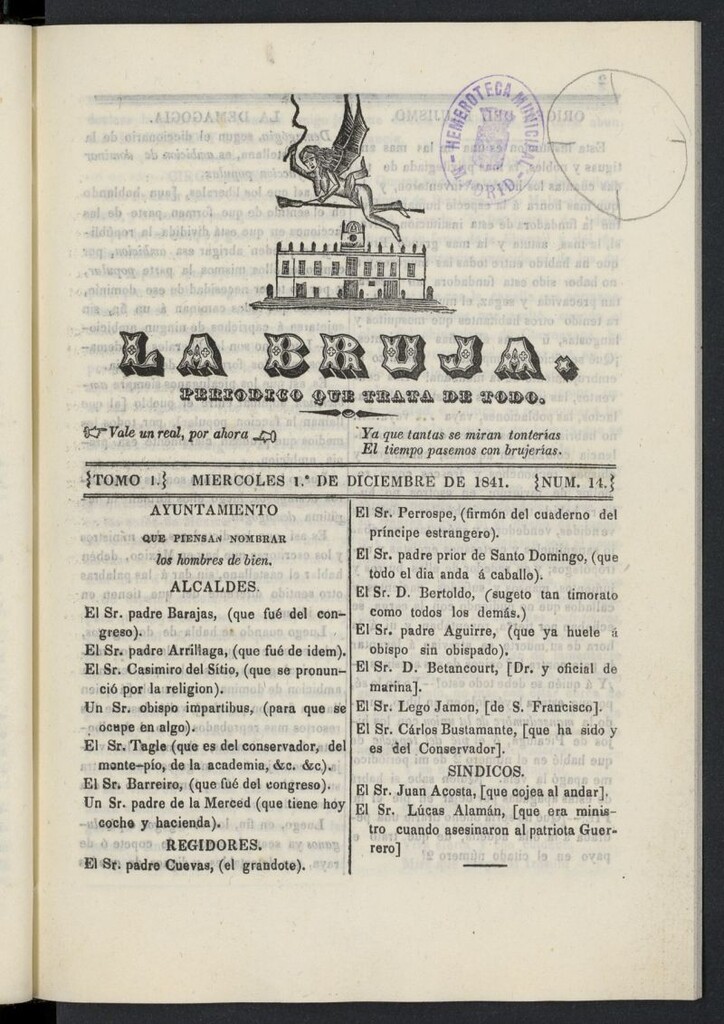 HEMEROTECA MUNICIPAL
MADRID
LA BRUJA.
PERIODICO QUE TRATA DE TODO.
Vale un real, por ahora
Ya que tantas se miran tonterías
El tiempo pasemos con brujerías.
{TOMO 1.} MIERCOLES 1.º DE DICIEMBRE DE 1841. {NUM. 14.}
AYUNTAMIENTO
QUE PIENSAN NOMBRAR
los hombres de bien.
ALCALDES.
El Sr. padre Barajas, (que fué del con-
greso).
El Sr. padre Arrillaga, (que fué de idem).
El Sr. Casimiro del Sitio, (que se pronun-
ció por la religion).
Un Sr. obispo impartibus, (para que se
ocupe en algo).
El Sr. Tagle (que es del conservador, del
monte-pío, de la academia, &c. &c.).
El Sr. Barreiro, (que fué del congreso).
Un Sr. padre de la Merced (que tiene hoy
coche y hacienda).
REGIDORES.
El Sr. padre Cuevas, (el grandote).
El Sr. Perrospe, (firmón del cuaderno del
príncipe estrangero).
El Sr. padre prior de Santo Domingo, (que
todo el dia anda á caballo).
El Sr. D. Bertoldo, (sugeto tan timorato
como todos los demás.)
El Sr. padre Aguirre, (que ya huele á
obispo sin obispado).
El Sr. D. Betancourt, [Dr. y oficial de
marina].
El Sr. Lego Jamon, [de S. Francisco].
El Sr. Cárlos Bustamante, [que ha sido y
es del Conservador].
SINDICOS.
El Sr. Juan Acosta, [que cojea al andar].
El Sr. Lúcas Alamán, [que era minis-
tro cuando asesinaron al patriota Guer-
rero]